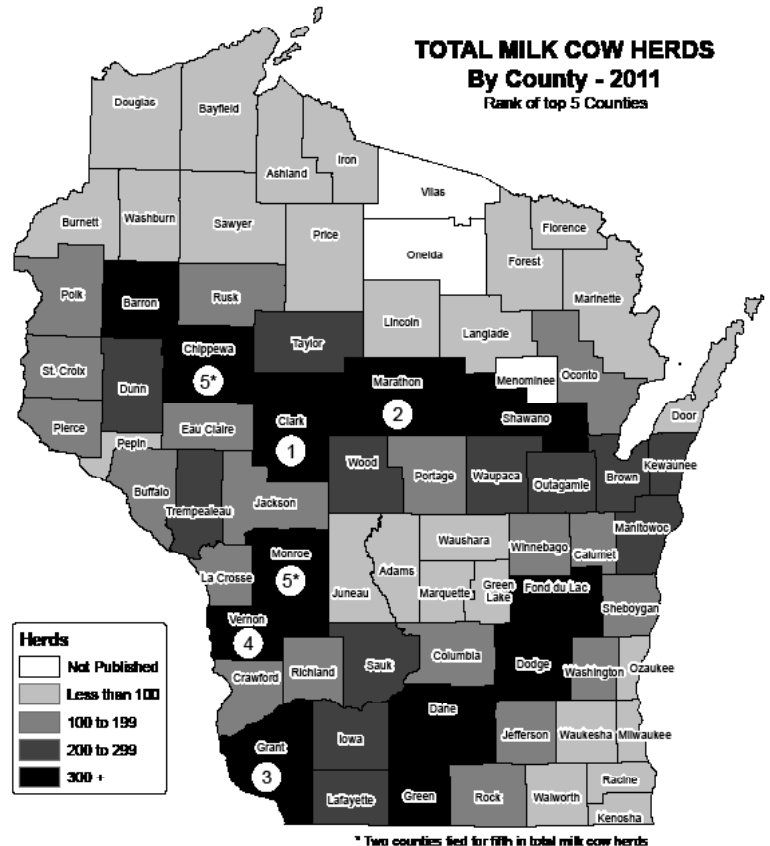 TOTAL MILK COW HERDS
By County - 2011
Rank of top 5 Counties
Douglas
Bayfield
Ashland
Iron
Vilas
Burnett
Washburn
Sawyer
Price
Oneida
Florence
Forest
Marinette
Polk
Barron
Rusk
Lincoln
Langlade
Taylor
Chippewa
5*
St. Croix
Dunn
Marathon
2
Menominee
Oconto
Shawano
Door
Pierce
Pepin
Eau Claire
Clark
1
Wood
Portage
Waupaca
Outagamie
Brown
Kewaunee
Buffalo
Trempealeau
Jackson
Manitowoc
Waushara
Winnebago
Calumet
Monroe
5*
La Crosse
Juneau
Adams
Marquette
Green
Lake
Fond du Lac
Sheboygan
Vernon
4
Crawford
Richland
Sauk
Columbia
Dodge
Washington
Ozaukee
Dane
Grant
3
Iowa
Jefferson
Waukesha
Milwaukee
Lafayette
Green
Rock
Walworth
Racine
Kenosha
Herds
Not Published
Less than 100
100 to 199
200 to 299
300 +
* Two counties tied for fifth in total milk cow herds